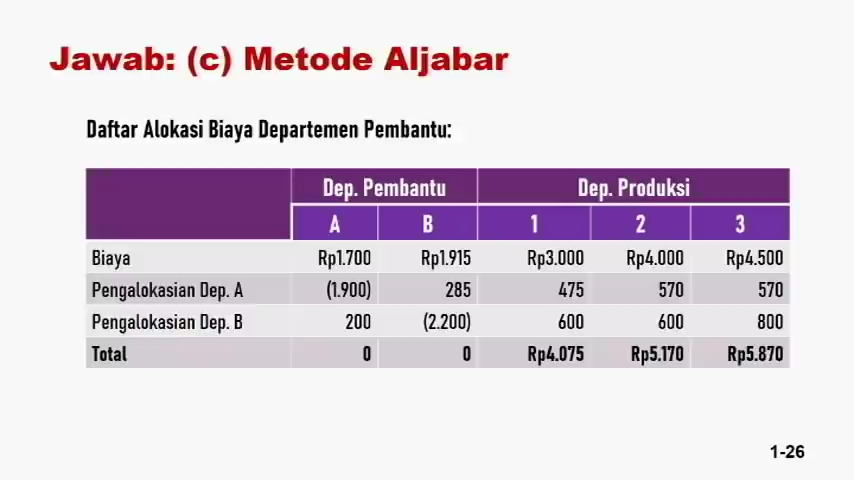 Jawab: (c) Metode Aljabar
Daftar Alokasi Biaya Departemen Pembantu:
Dep. Pembantu Dep. Produksi
A B 1 2 3
Biaya Rp1.700 Rp1.915 Rp3.000 Rp4.000 Rp4.500
Pengalokasian Dep. A (1.900) 285 475 570 570
Pengalokasian Dep. B 200 (2.200) 600 600 800
Total 0 0 Rp4.075 Rp5.170 Rp5.870
1-26